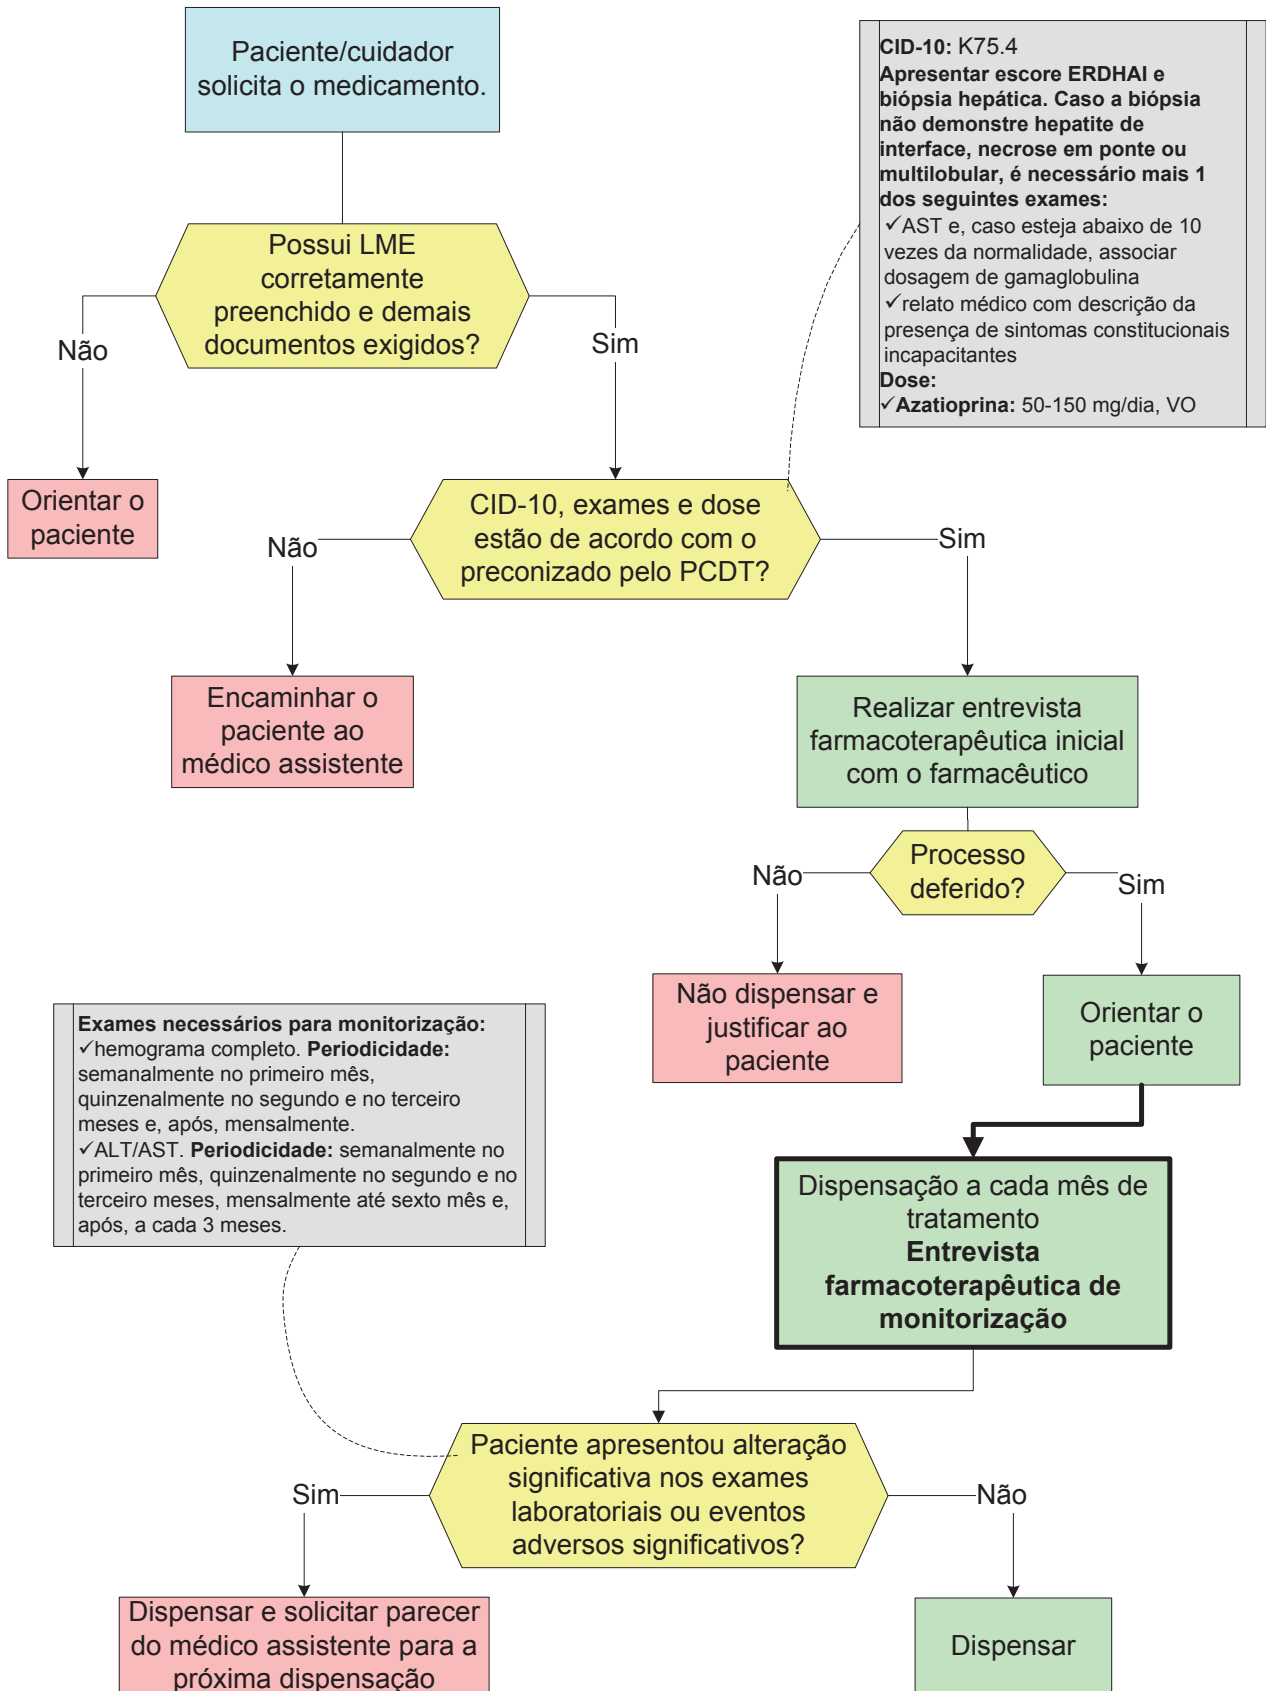 Paciente/cuidador
solicita o medicamento.
CID-10: K75.4
Apresentar escore ERDHAI e
biópsia hepática. Caso a biópsia
não demonstre hepatite de
interface, necrose em ponte ou
multilobular, é necessário mais 1
dos seguintes exames:
✓AST e, caso esteja abaixo de 10
vezes da normalidade, associar
dosagem de gamaglobulina
✓relato médico com descrição da
presença de sintomas constitucionais
incapacitantes
Dose:
✓Azatioprina: 50-150 mg/dia, VO
Possui LME
corretamente
preenchido e demais
documentos exigidos?
Não
Sim
Orientar o
paciente
CID-10, exames e dose
estão de acordo com o
preconizado pelo PCDT?
Não
Sim
Encaminhar o
paciente ao
médico assistente
Realizar entrevista
farmacoterapêutica inicial
com o farmacêutico
Processo
deferido?
Não
Sim
Não dispensar e
justificar ao
paciente
Orientar o
paciente
Exames necessários para monitorização:
✓hemograma completo. Periodicidade:
semanalmente no primeiro mês,
quinzenalmente no segundo e no terceiro
meses e, após, mensalmente.
✓ALT/AST. Periodicidade: semanalmente no
primeiro mês, quinzenalmente no segundo e no
terceiro meses, mensalmente até sexto mês e,
após, a cada 3 meses.
Dispensação a cada mês de
tratamento
Entrevista
farmacoterapêutica de
monitorização
Paciente apresentou alteração
significativa nos exames
laboratoriais ou eventos
adversos significativos?
Sim
Não
Dispensar e solicitar parecer
do médico assistente para a
próxima dispensação
Dispensar